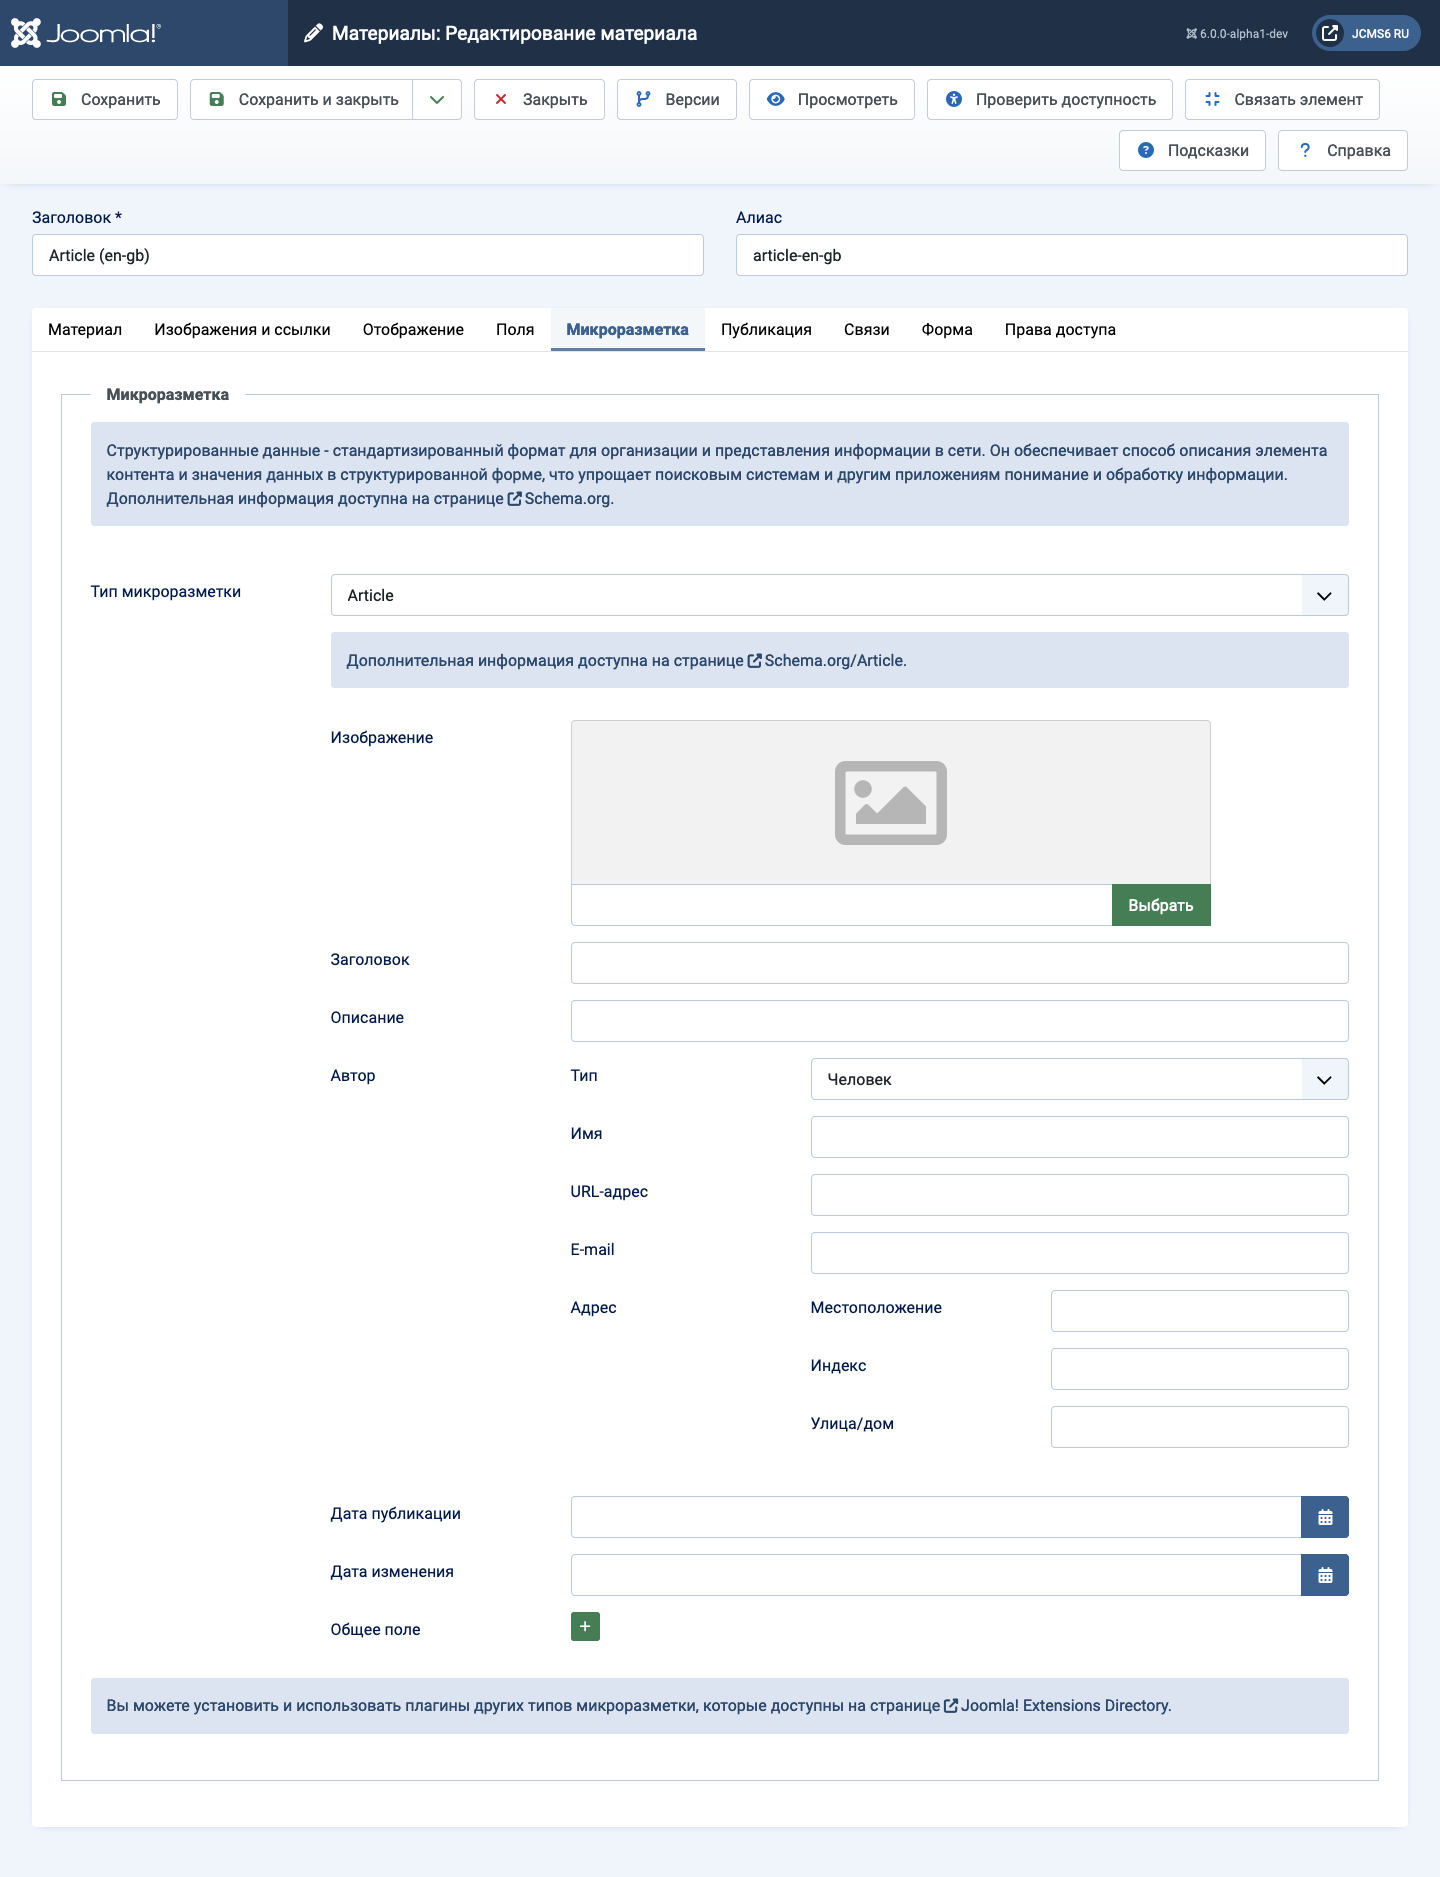 Joomla!®
Материалы: Редактирование материала
6.0.0-alpha1-dev
JCMS6 RU
Сохранить
Сохранить и закрыть
Закрыть
Версии
Просмотреть
Проверить доступность
Связать элемент
Подсказки
Справка
Заголовок *
Алиас
Article (en-gb)
article-en-gb
Материал
Изображения и ссылки
Отображение
Поля
Микроразметка
Публикация
Связи
Форма
Права доступа
Микроразметка
Структурированные данные - стандартизированный формат для организации и представления информации в сети. Он обеспечивает способ описания элемента
контента и значения данных в структурированной форме, что упрощает поисковым системам и другим приложениям понимание и обработку информации.
Дополнительная информация доступна на странице Schema.org.
Тип микроразметки
Article
Дополнительная информация доступна на странице Schema.org/Article.
Изображение
Выбрать
Заголовок
Описание
Автор
Тип
Человек
Имя
URL-адрес
E-mail
Адрес
Местоположение
Индекс
Улица/дом
Дата публикации
Дата изменения
Общее поле
Вы можете установить и использовать плагины других типов микроразметки, которые доступны на странице Joomla! Extensions Directory.